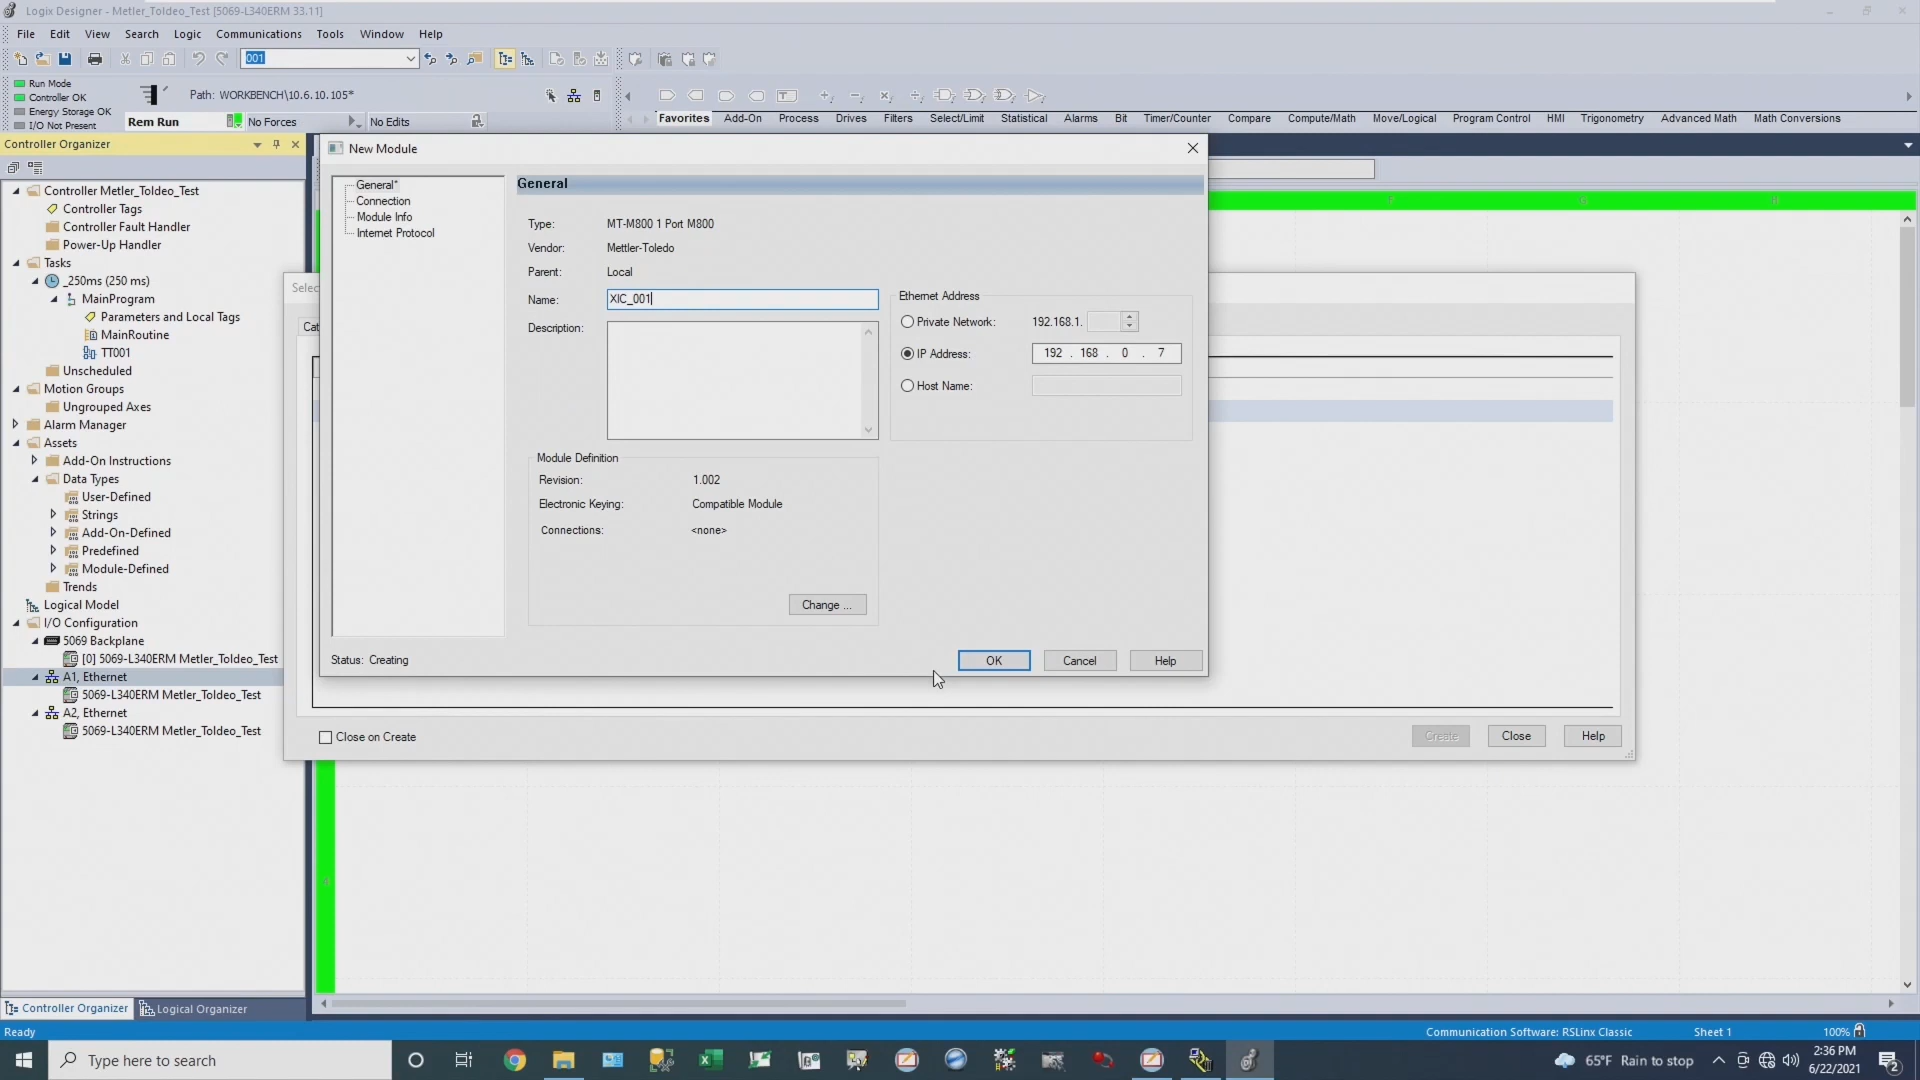 Logix Designer - Metler_Toldeo_Test [5069-L340ERM 33.11]
File Edit View Search Logic Communications Tools Window Help
001
Run Mode
Controller OK
Energy Storage OK
I/O Not Present
Path: WORKBENCH\10.6.10.105*
Rem Run No Forces No Edits
Favorites Add-On Process Drives Filters Select/Limit Statistical Alarms Bit Timer/Counter Compare Compute/Math Move/Logical Program Control HMI Trigonometry Advanced Math Math Conversions
Controller Organizer
Controller Metler_Toldeo_Test
Controller Tags
Controller Fault Handler
Power-Up Handler
Tasks
_250ms (250 ms)
MainProgram
Parameters and Local Tags
MainRoutine
TT001
Unscheduled
Motion Groups
Ungrouped Axes
Alarm Manager
Assets
Add-On Instructions
Data Types
User-Defined
Strings
Add-On-Defined
Predefined
Module-Defined
Trends
Logical Model
I/O Configuration
5069 Backplane
[0] 5069-L340ERM Metler_Toldeo_Test
A1, Ethernet
5069-L340ERM Metler_Toldeo_Test
A2, Ethernet
5069-L340ERM Metler_Toldeo_Test
Controller Organizer Logical Organizer
Selec
Cat
New Module
General*
Connection
Module Info
Internet Protocol
General
Type: MT-M800 1 Port M800
Vendor: Mettler-Toledo
Parent: Local
Name: XIC_001
Description:
Ethernet Address
Private Network: 192.168.1.
IP Address: 192 . 168 . 0 . 7
Host Name:
Module Definition
Revision: 1.002
Electronic Keying: Compatible Module
Connections: <none>
Change ...
Status: Creating
OK Cancel Help
Close on Create
Create Close Help
Ready
Communication Software: RSLinx Classic Sheet 1 100%
Type here to search
65°F Rain to stop
2:36 PM
6/22/2021
2